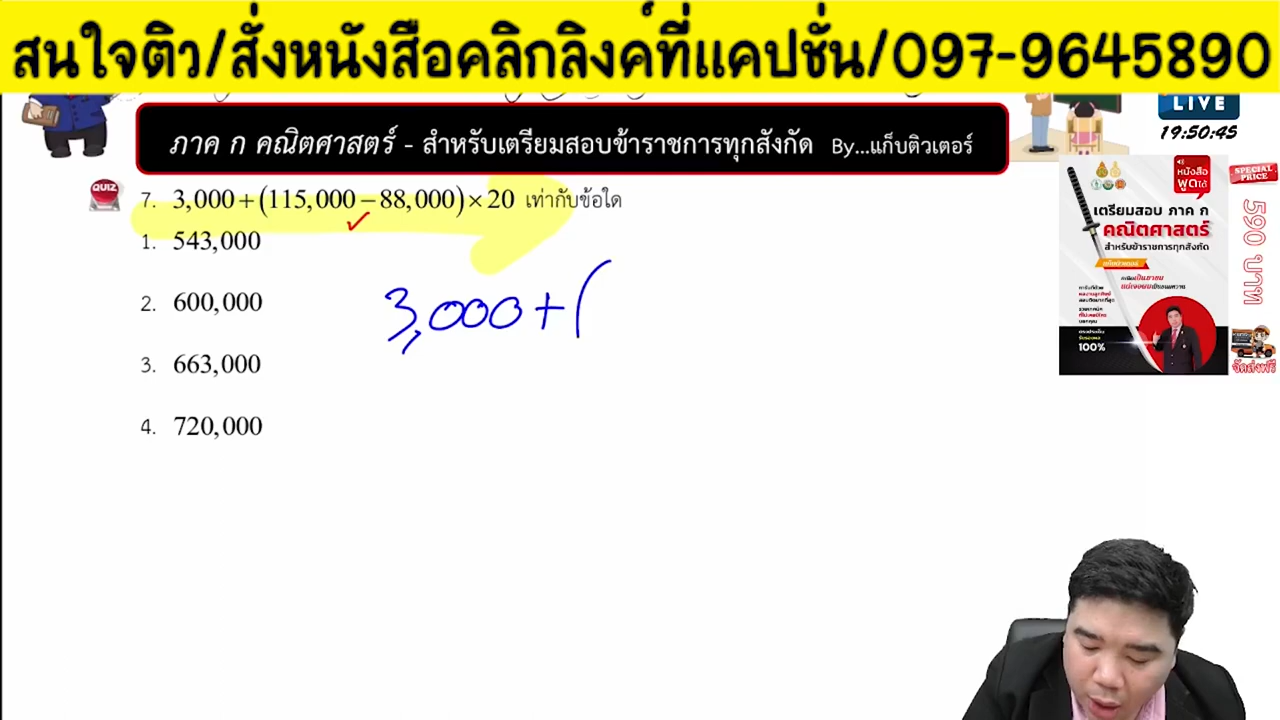 สนใจติว/สั่งหนังสือคลิกลิงค์ที่แคปชั่น/097-9645890
LIVE
19:50:45
ภาค ก คณิตศาสตร์ - สำหรับเตรียมสอบข้าราชการทุกสังกัด By...แก็บติวเตอร์
QUIZ
7. 3,000+(115,000−88,000)×20 เท่ากับข้อใด
1. 543,000
2. 600,000
3. 663,000
4. 720,000
3,000+(
หนังสือ
พูดได้
เตรียมสอบ ภาค ก
คณิตศาสตร์
สำหรับข้าราชการทุกสังกัด
100%
SPECIAL
PRICE
590 บาท
จัดส่งฟรี